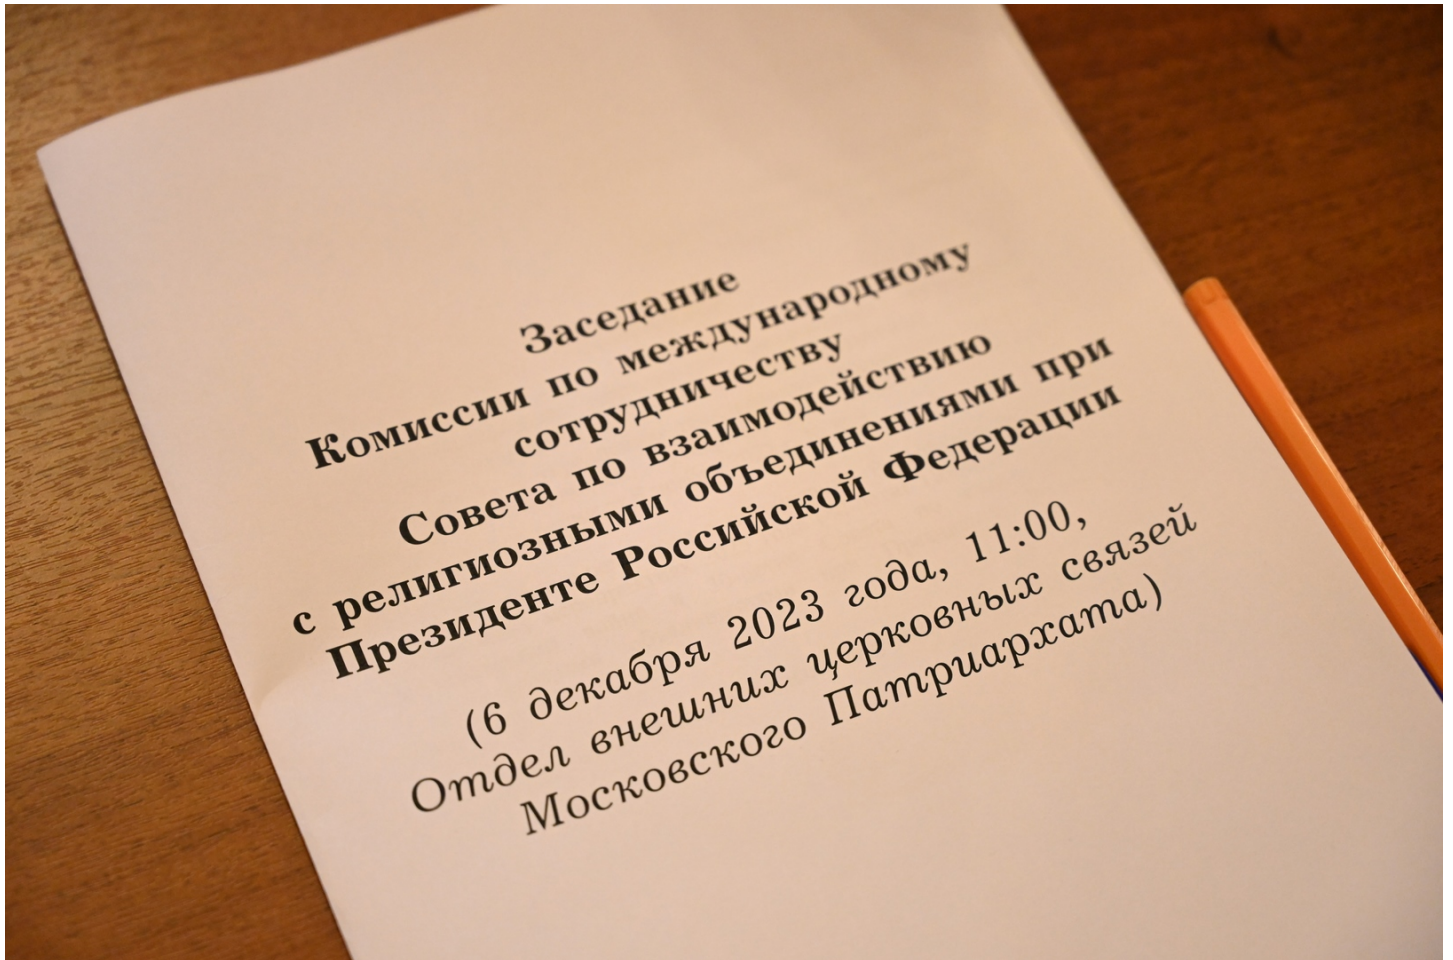 Заседание
Комиссии по международному
сотрудничеству
Совета по взаимодействию
с религиозными объединениями при
Президенте Российской Федерации
(6 декабря 2023 года, 11:00,
Отдел внешних церковных связей
Московского Патриархата)